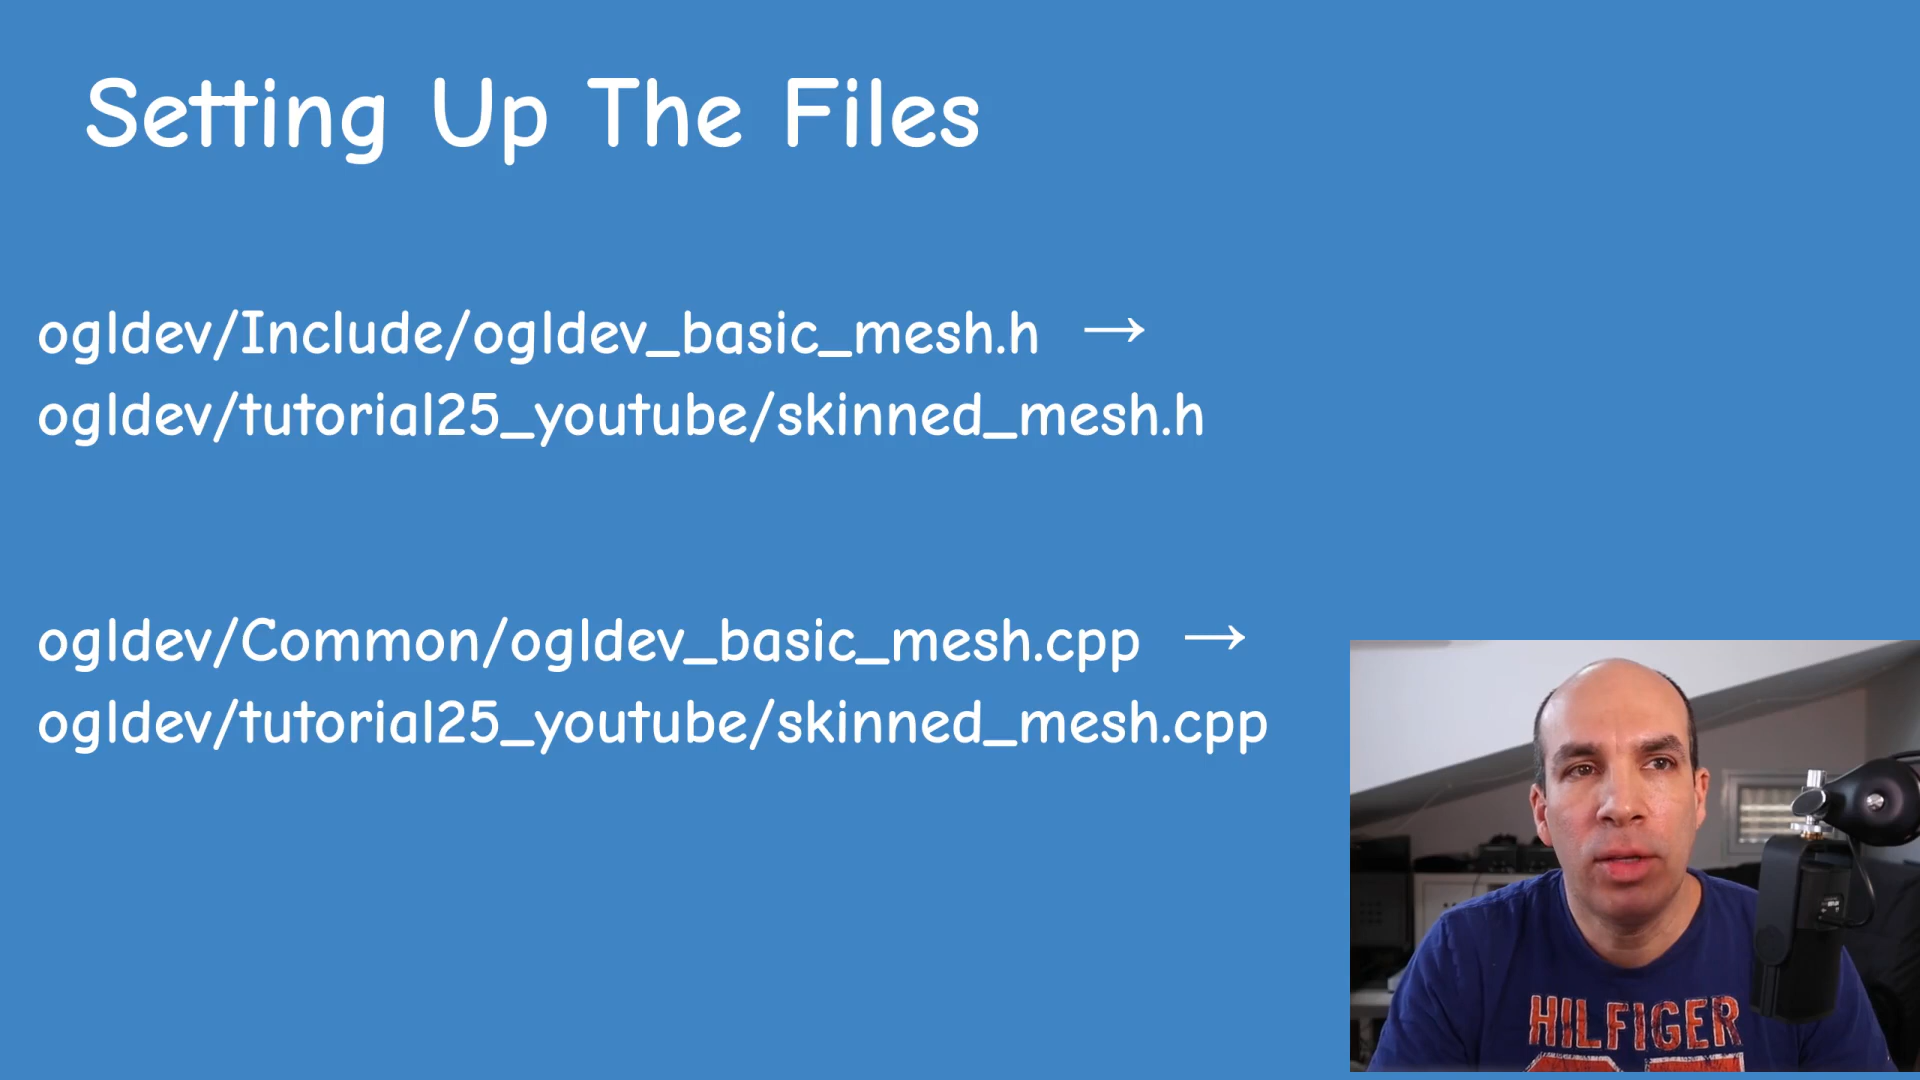 Setting Up The Files
ogldev/Include/ogldev_basic_mesh.h →
ogldev/tutorial25_youtube/skinned_mesh.h
ogldev/Common/ogldev_basic_mesh.cpp →
ogldev/tutorial25_youtube/skinned_mesh.cpp
HILFIGER